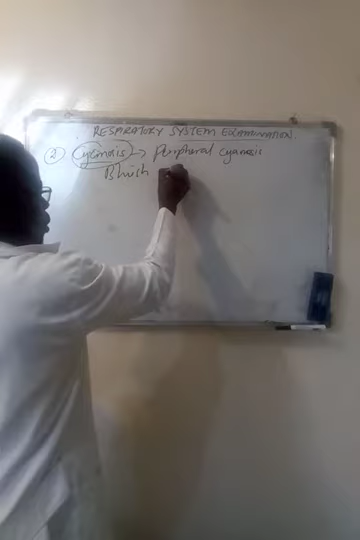 RESPIRATORY SYSTEM EXAMINATION
② Cyanosis → Peripheral cyanosis
Bluish